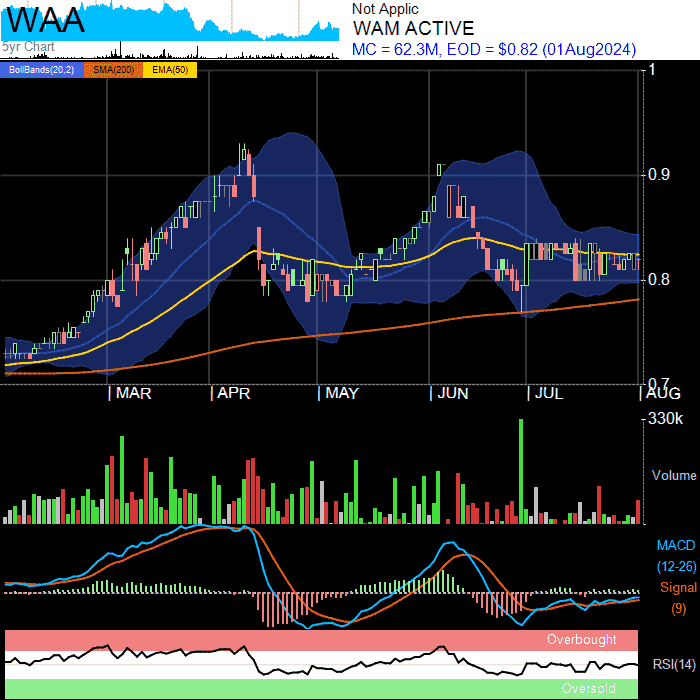 WAA
5yr Chart
Not Applic
WAM ACTIVE
MC = 62.3M, EOD = $0.82 (01Aug2024)
BollBands(20,2) SMA(200) EMA(50)
1
0.9
0.8
0.7
MAR APR MAY JUN JUL AUG
330k
Volume
MACD
(12-26)
Signal
(9)
Overbought
RSI(14)
Oversold